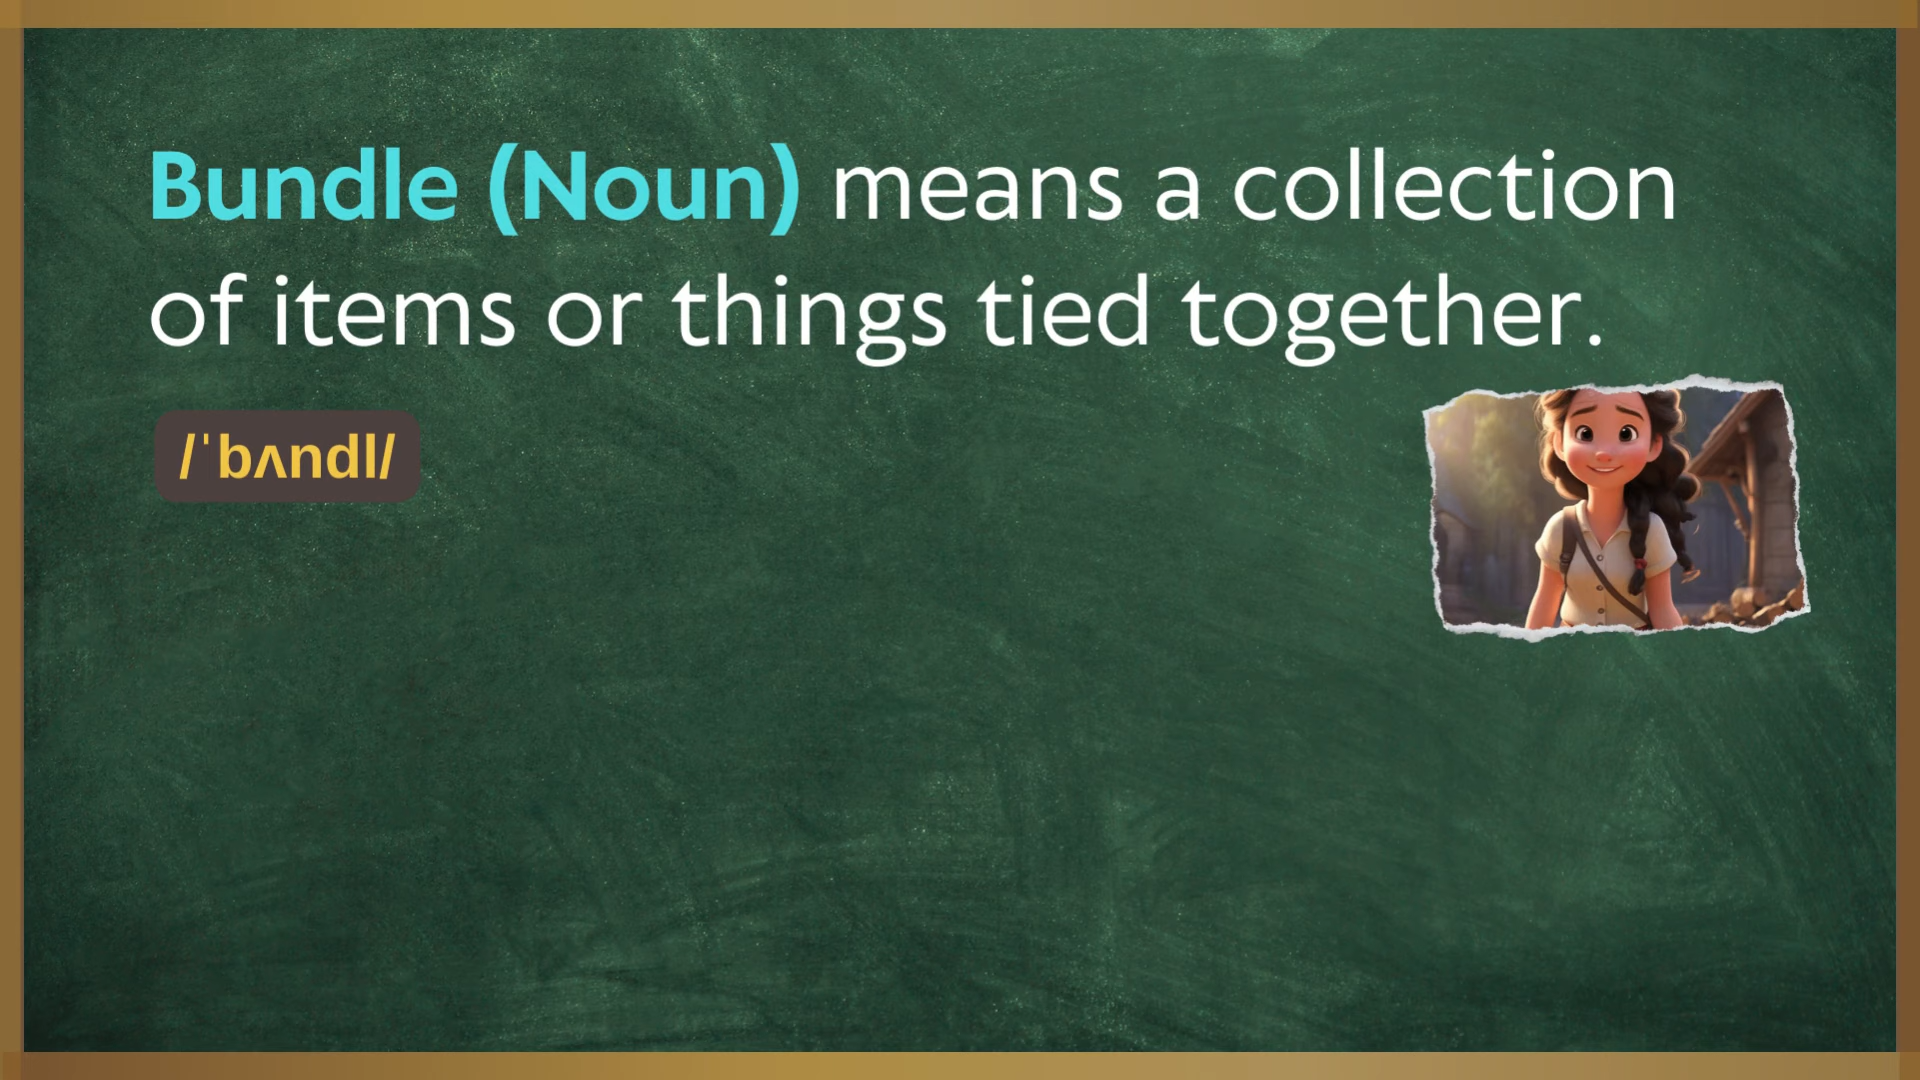 Bundle (Noun) means a collection
of items or things tied together.
/ˈbʌndl/